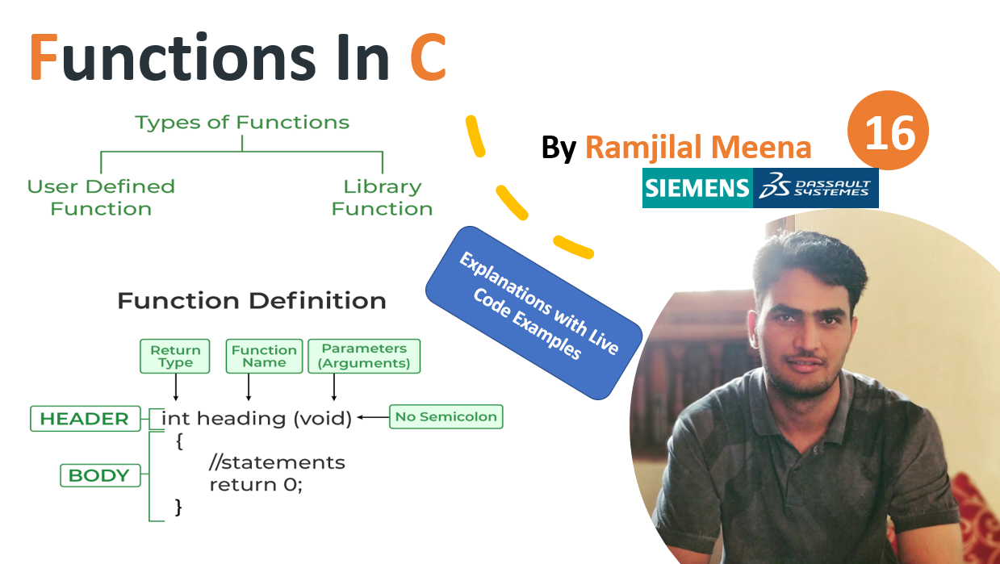 Functions In C
Types of Functions
User Defined
Function
Library
Function
By Ramjilal Meena
16
SIEMENS
DASSAULT
SYSTEMES
Explanations with Live
Code Examples
Function Definition
Return
Type
Function
Name
Parameters
(Arguments)
HEADER
int heading (void)
No Semicolon
BODY
{
//statements
return 0;
}